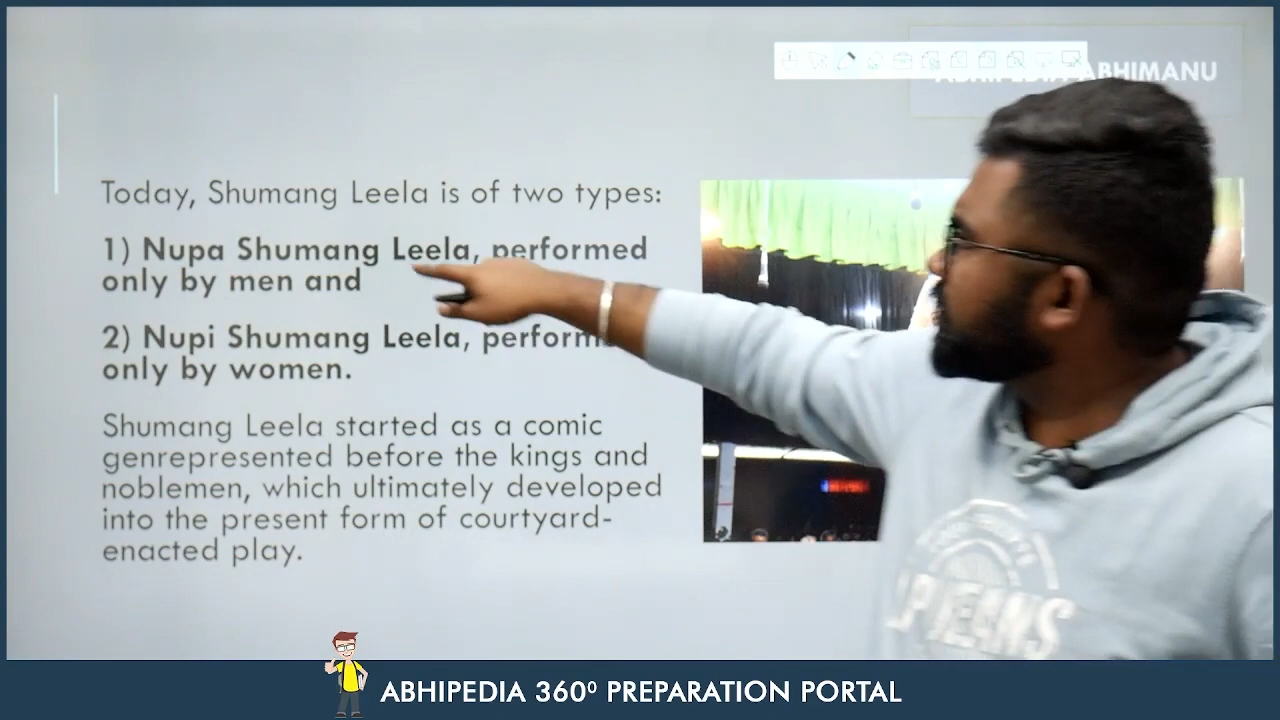 ABHIMANU
Today, Shumang Leela is of two types:
1) Nupa Shumang Leela, performed
only by men and
2) Nupi Shumang Leela,
only by women.
Shumang Leela started as a comic
genrepresented before the kings and
noblemen, which ultimately developed
into the present form of courtyard-
enacted play.
ABHIPEDIA 360⁰ PREPARATION PORTAL